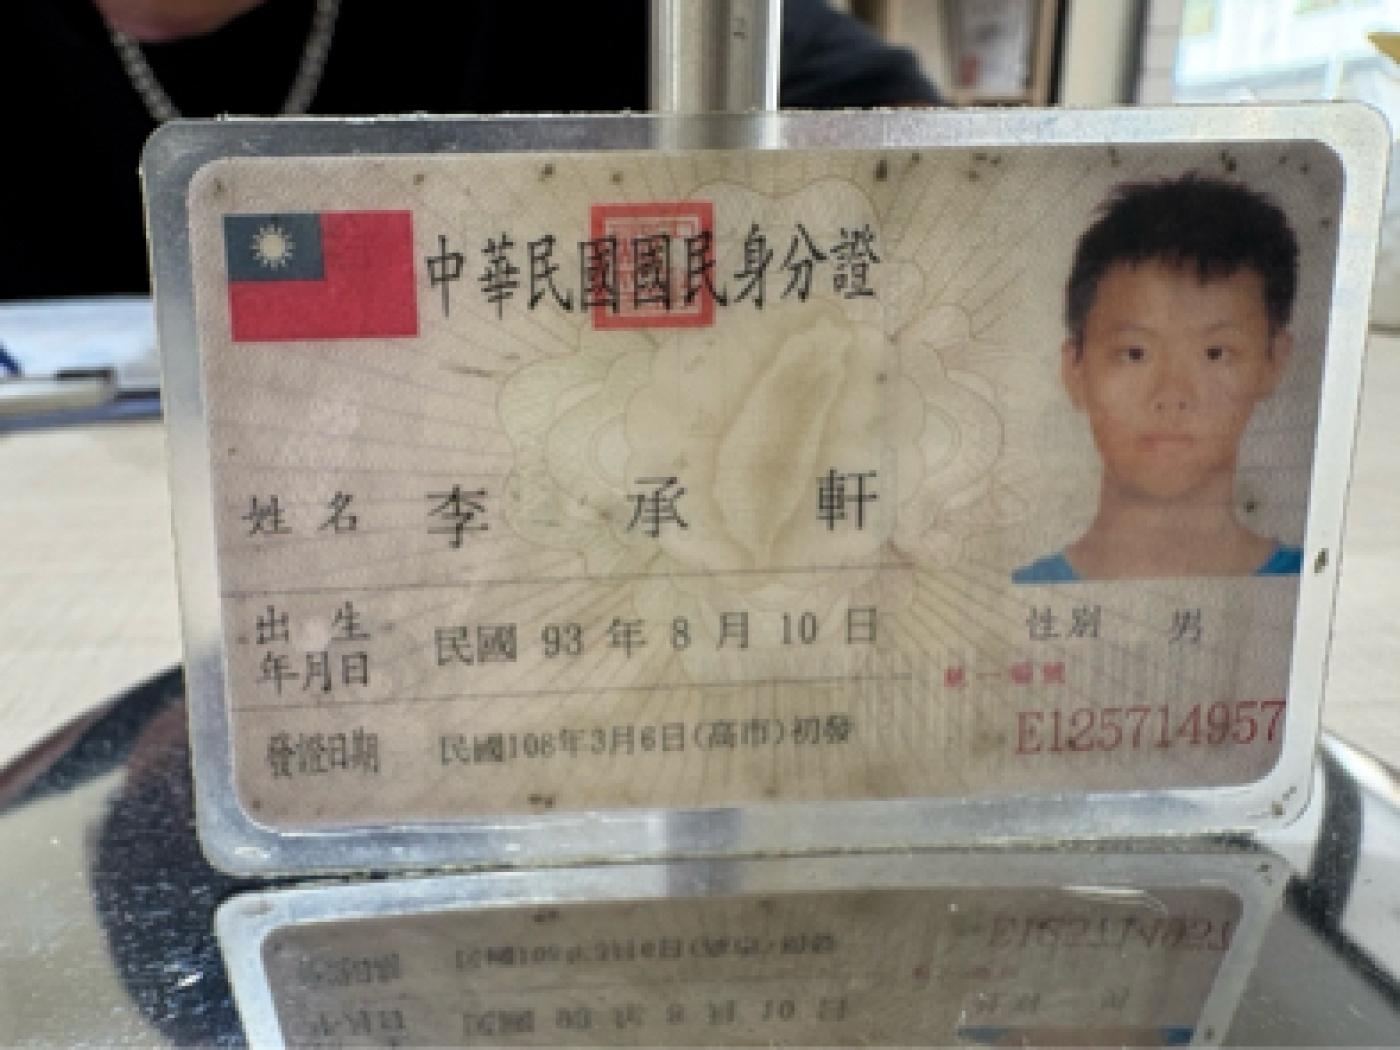 中華民國國民身分證
姓名 李承軒
出生年月日 民國 93 年 8 月 10 日
性別 男
統一編號
E125714957
發證日期 民國108年3月6日(高市)初發